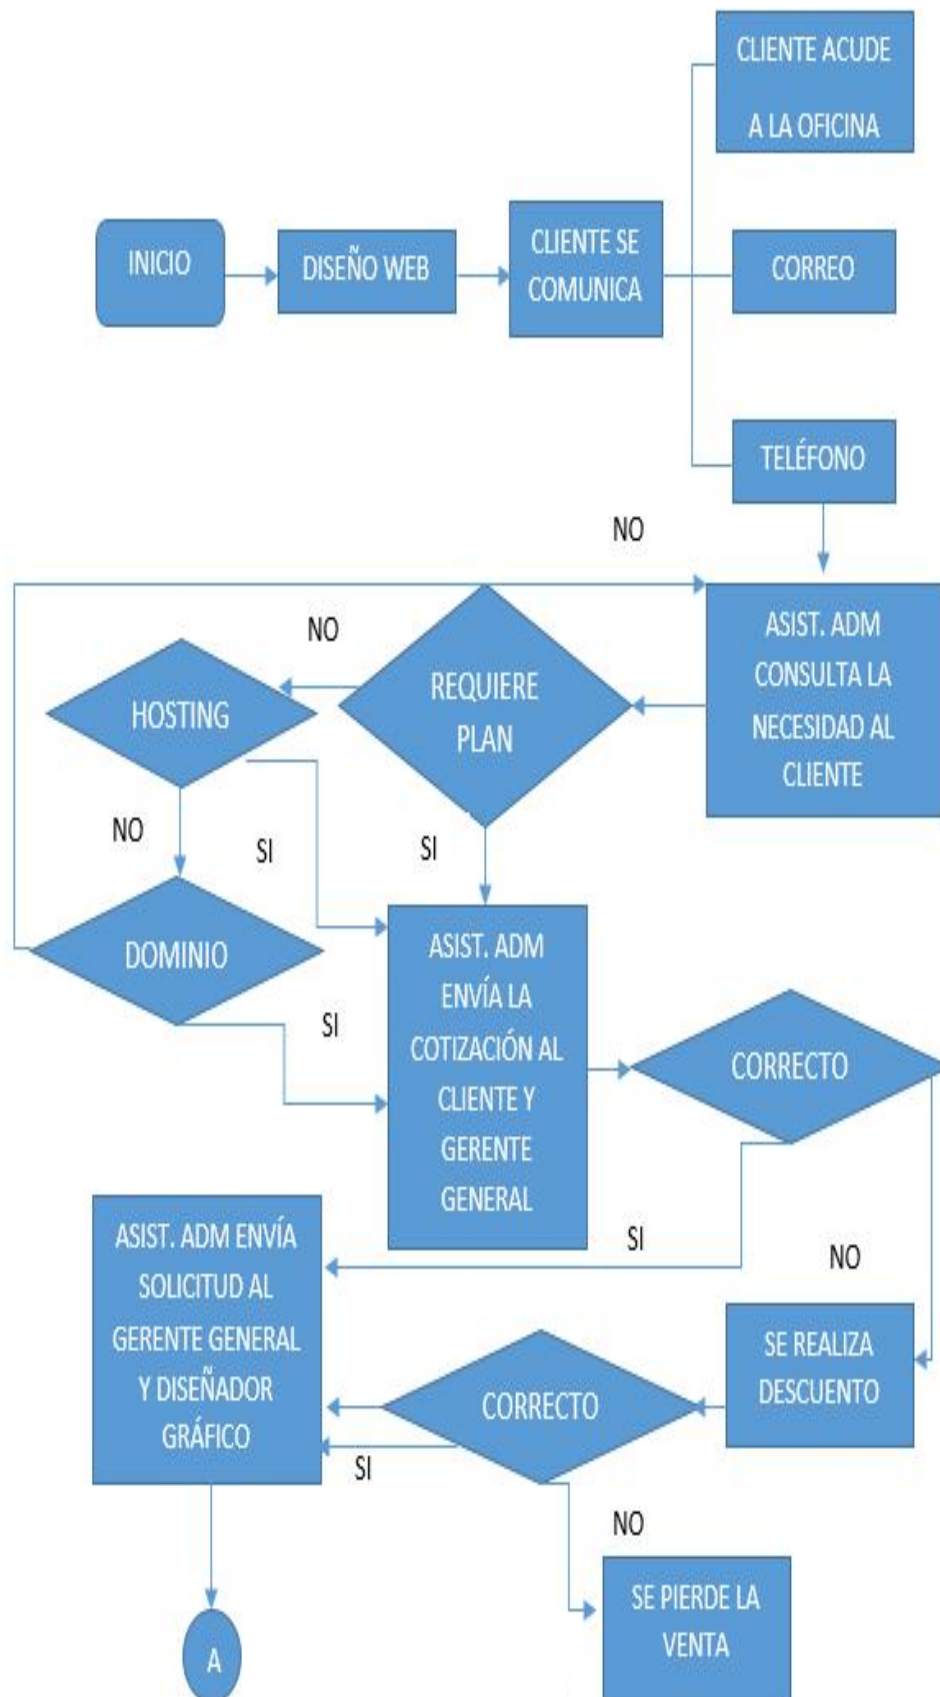 CLIENTE ACUDE
A LA OFICINA
INICIO
DISEÑO WEB
CLIENTE SE
COMUNICA
CORREO
TELÉFONO
NO
ASIST. ADM
CONSULTA LA
NECESIDAD AL
CLIENTE
REQUIERE
PLAN
NO
HOSTING
NO
SI
SI
DOMINIO
SI
ASIST. ADM
ENVÍA LA
COTIZACIÓN AL
CLIENTE Y
GERENTE
GENERAL
CORRECTO
SI
NO
ASIST. ADM ENVÍA
SOLICITUD AL
GERENTE GENERAL
Y DISEÑADOR
GRÁFICO
SE REALIZA
DESCUENTO
CORRECTO
SI
NO
SE PIERDE LA
VENTA
A